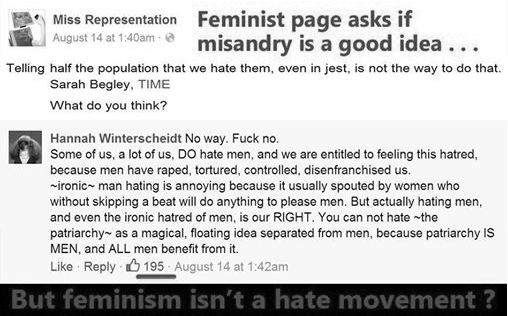 Miss Representation
August 14 at 1:40am ·
Feminist page asks if
misandry is a good idea . . .
Telling half the population that we hate them, even in jest, is not the way to do that.
Sarah Begley, TIME
What do you think?
Hannah Winterscheidt No way. Fuck no.
Some of us, a lot of us, DO hate men, and we are entitled to feeling this hatred,
because men have raped, tortured, controlled, disenfranchised us.
~ironic~ man hating is annoying because it usually spouted by women who
without skipping a beat will do anything to please men. But actually hating men,
and even the ironic hatred of men, is our RIGHT. You can not hate ~the
patriarchy~ as a magical, floating idea separated from men, because patriarchy IS
MEN, and ALL men benefit from it.
Like · Reply · 195 · August 14 at 1:42am
But feminism isn't a hate movement ?